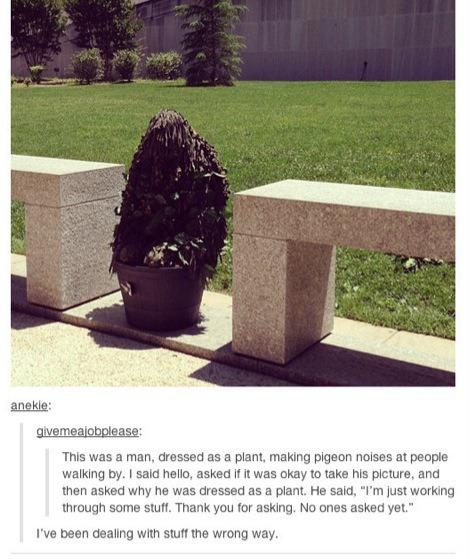 anekie:
givemeajobplease:
This was a man, dressed as a plant, making pigeon noises at people
walking by. I said hello, asked if it was okay to take his picture, and
then asked why he was dressed as a plant. He said, “I’m just working
through some stuff. Thank you for asking. No ones asked yet.”
I’ve been dealing with stuff the wrong way.